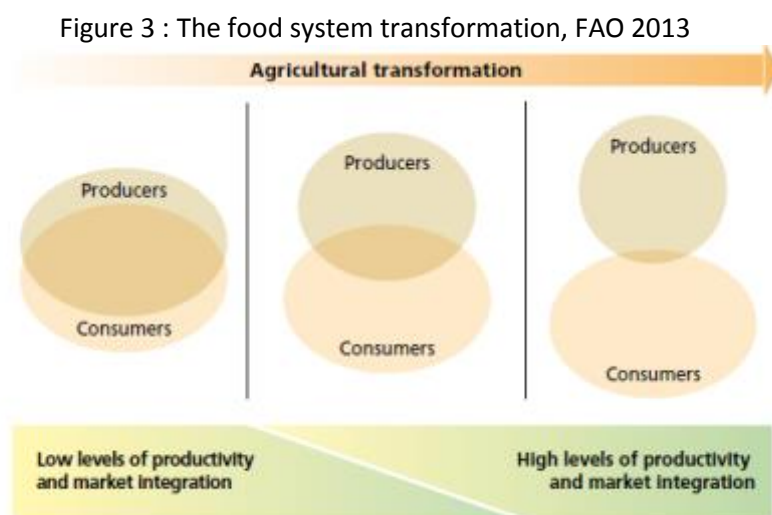 Figure 3 : The food system transformation, FAO 2013
Agricultural transformation
Producers
Consumers
Producers
Consumers
Producers
Consumers
Low levels of productivity
and market integration
High levels of productivity
and market integration